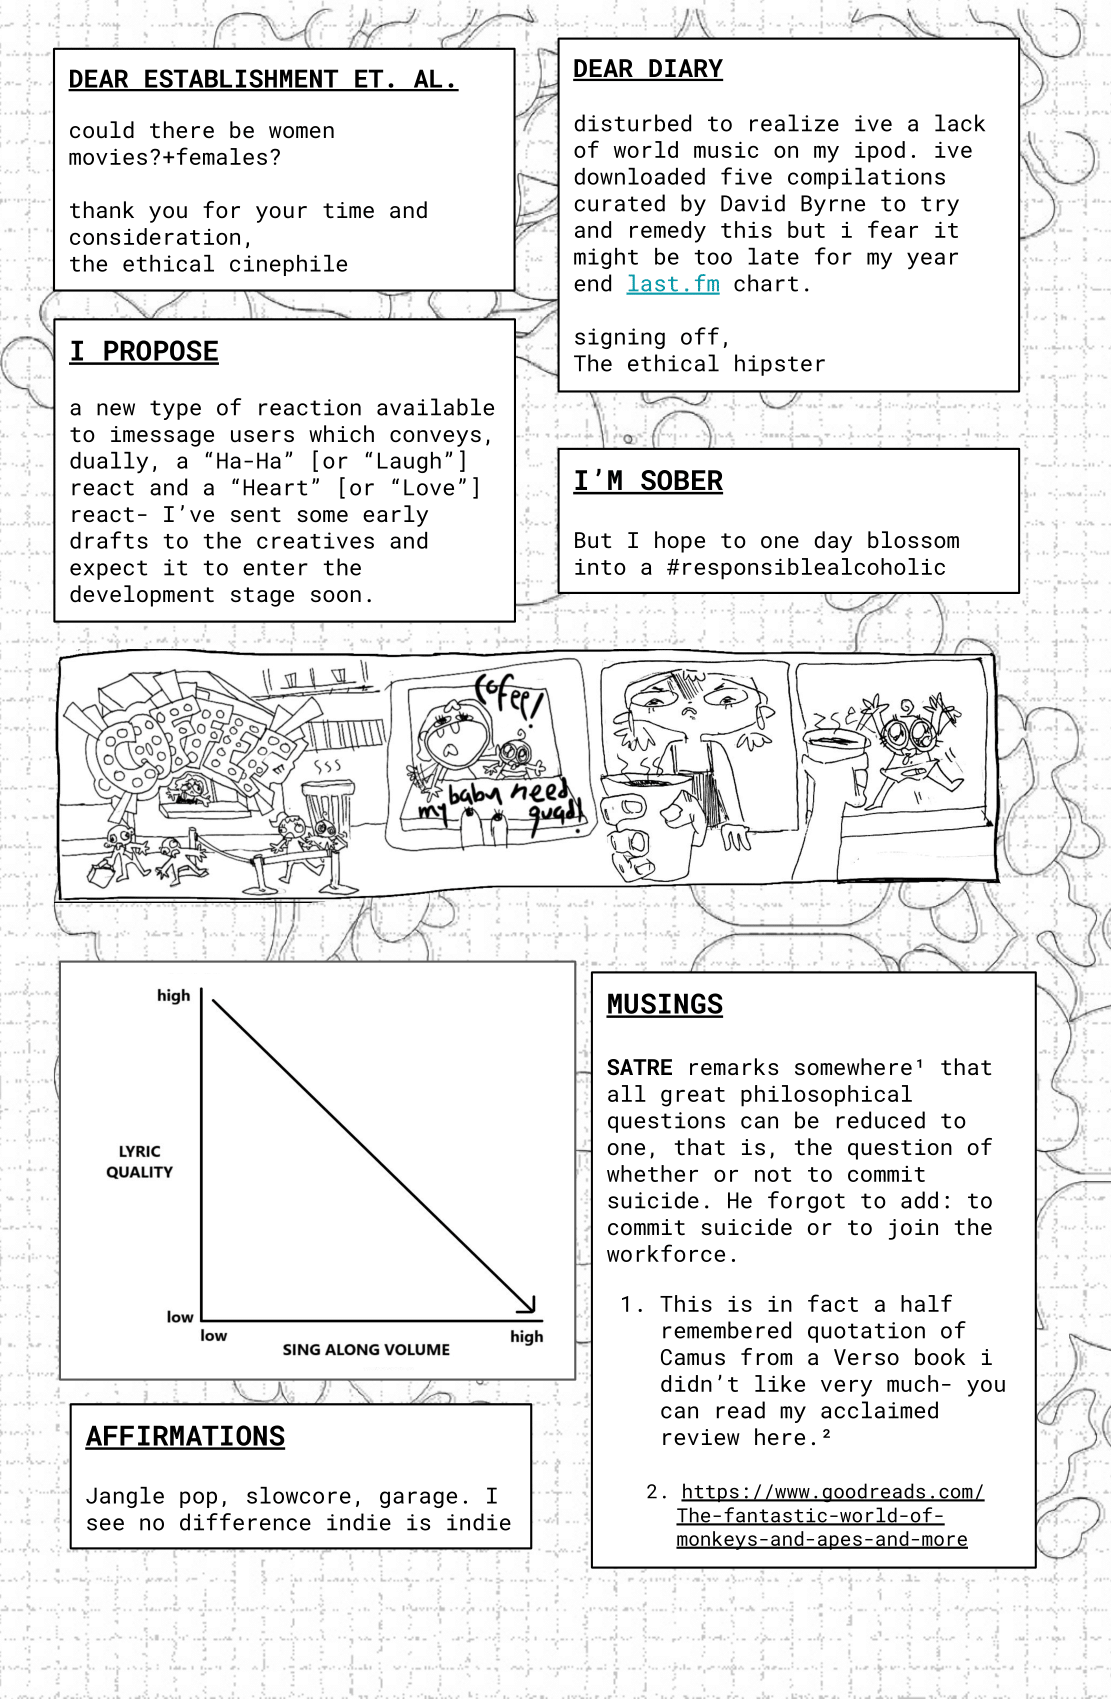 DEAR ESTABLISHMENT ET. AL.
could there be women
movies?+females?
thank you for your time and
consideration,
the ethical cinephile
DEAR DIARY
disturbed to realize ive a lack
of world music on my ipod. ive
downloaded five compilations
curated by David Byrne to try
and remedy this but i fear it
might be too late for my year
end last.fm chart.
signing off,
The ethical hipster
I PROPOSE
a new type of reaction available
to imessage users which conveys,
dually, a “Ha-Ha” [or “Laugh”]
react and a “Heart” [or “Love”]
react- I’ve sent some early
drafts to the creatives and
expect it to enter the
development stage soon.
I’M SOBER
But I hope to one day blossom
into a #responsiblealcoholic
COFFEE
cofee!
my baby need
quad!
high
LYRIC
QUALITY
low
low
high
SING ALONG VOLUME
MUSINGS
SATRE remarks somewhere¹ that
all great philosophical
questions can be reduced to
one, that is, the question of
whether or not to commit
suicide. He forgot to add: to
commit suicide or to join the
workforce.
1. This is in fact a half
remembered quotation of
Camus from a Verso book i
didn’t like very much- you
can read my acclaimed
review here.²
2. https://www.goodreads.com/
The-fantastic-world-of-
monkeys-and-apes-and-more
AFFIRMATIONS
Jangle pop, slowcore, garage. I
see no difference indie is indie